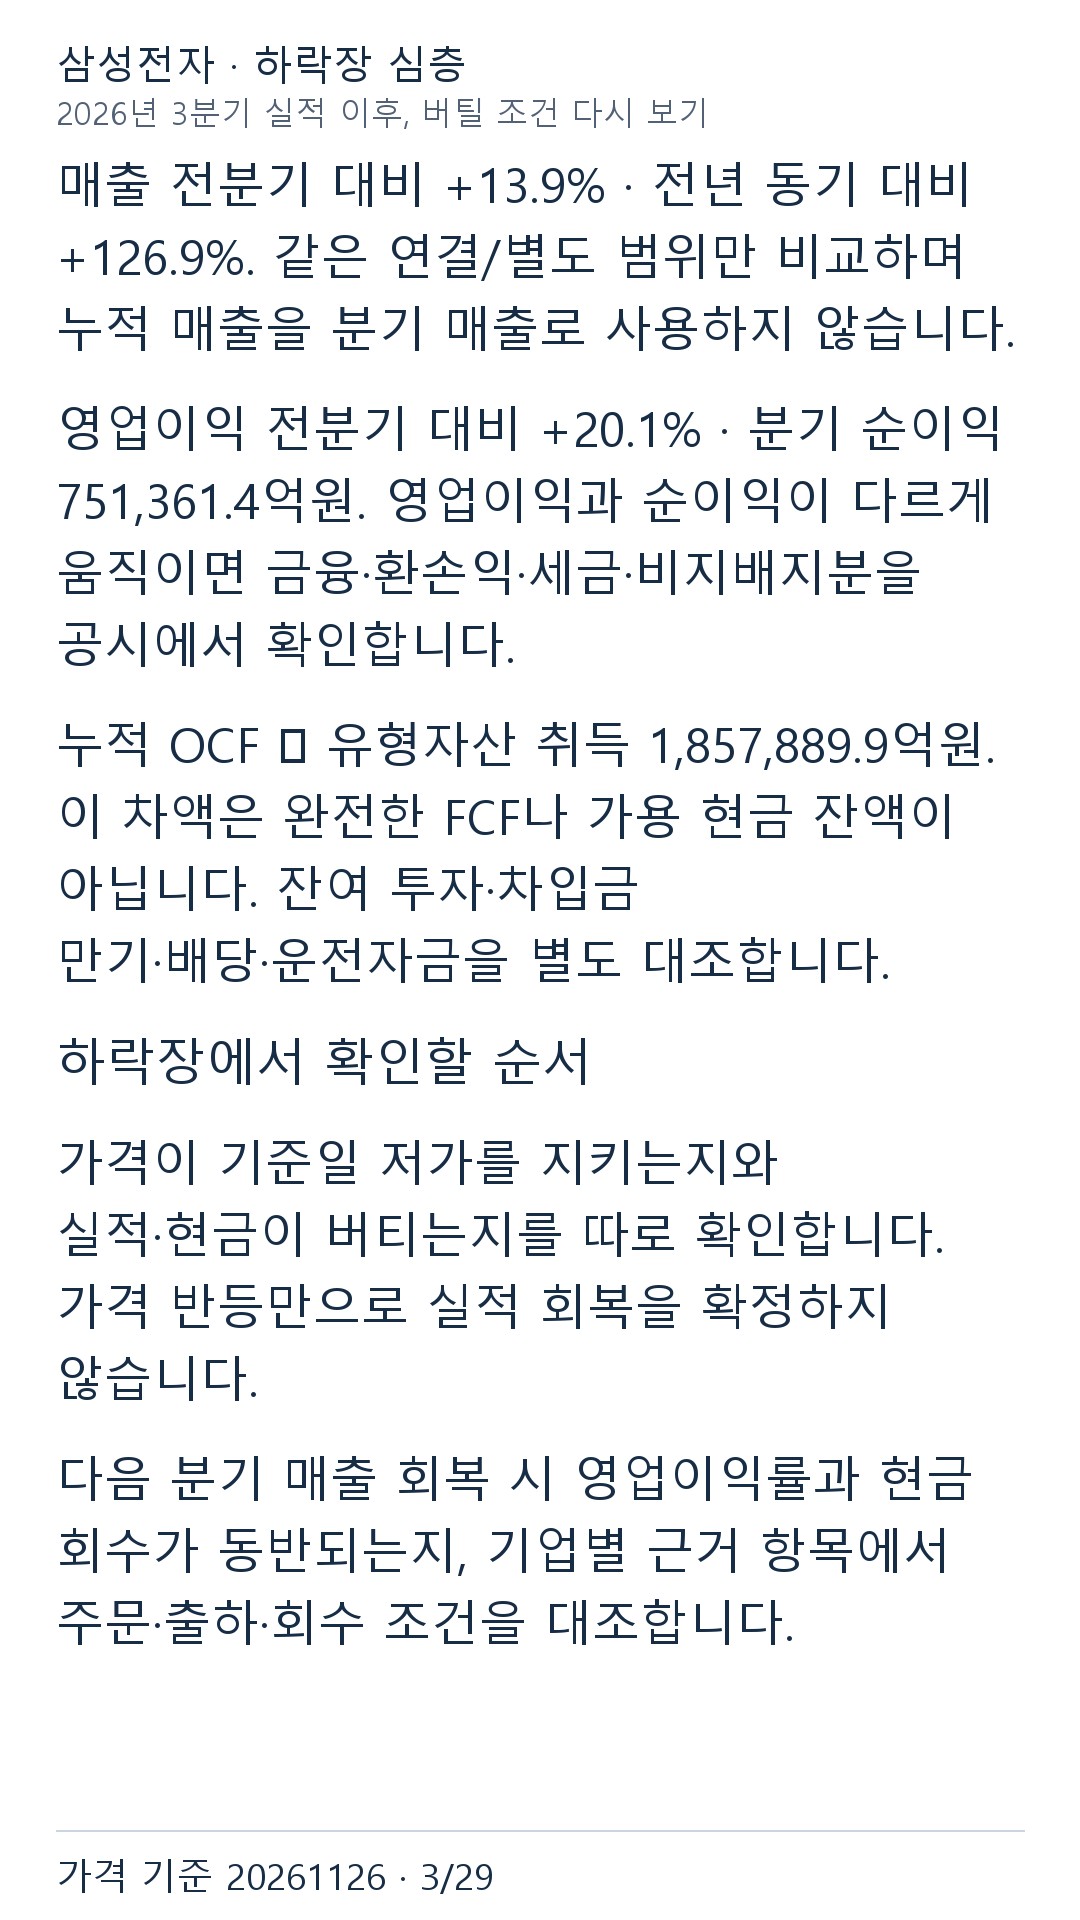 삼성전자 · 하락장 심층
2026년 3분기 실적 이후, 버틸 조건 다시 보기
매출 전분기 대비 +13.9% · 전년 동기 대비
+126.9%. 같은 연결/별도 범위만 비교하며
누적 매출을 분기 매출로 사용하지 않습니다.
영업이익 전분기 대비 +20.1% · 분기 순이익
751,361.4억원. 영업이익과 순이익이 다르게
움직이면 금융·환손익·세금·비지배지분을
공시에서 확인합니다.
누적 OCF □ 유형자산 취득 1,857,889.9억원.
이 차액은 완전한 FCF나 가용 현금 잔액이
아닙니다. 잔여 투자·차입금
만기·배당·운전자금을 별도 대조합니다.
하락장에서 확인할 순서
가격이 기준일 저가를 지키는지와
실적·현금이 버티는지를 따로 확인합니다.
가격 반등만으로 실적 회복을 확정하지
않습니다.
다음 분기 매출 회복 시 영업이익률과 현금
회수가 동반되는지, 기업별 근거 항목에서
주문·출하·회수 조건을 대조합니다.
가격 기준 20261126 · 3/29